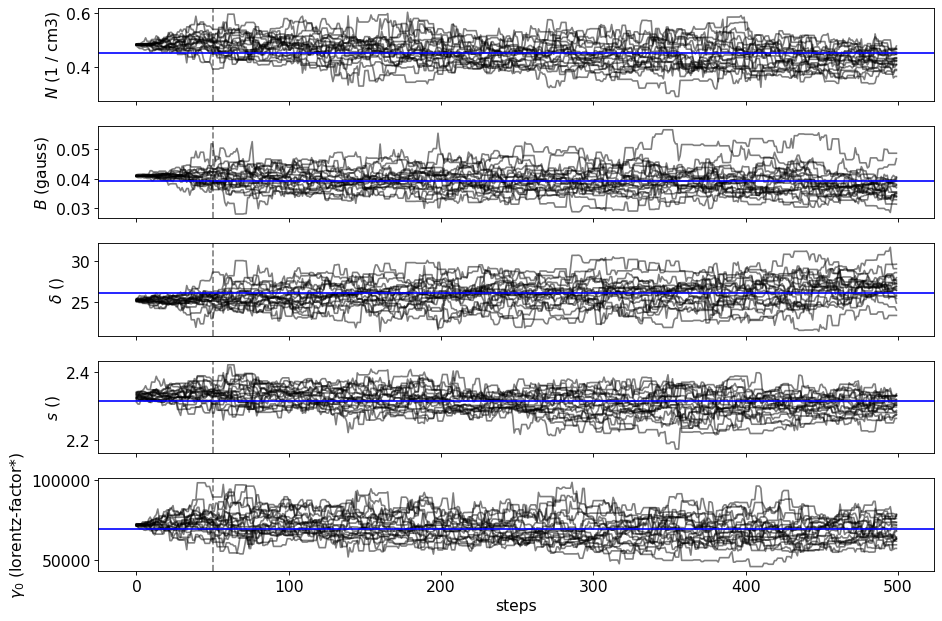 N (1 / cm3)
0.6
0.4
B (gauss)
0.05
0.04
0.03
δ ()
30
25
s ()
2.4
2.2
γ₀ (lorentz-factor*)
100000
50000
0 100 200 300 400 500
steps